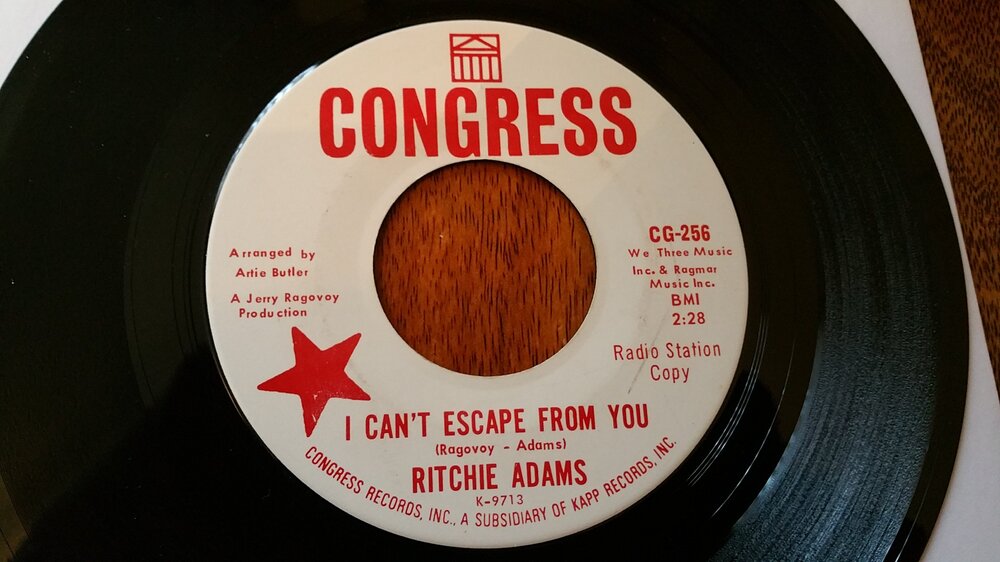 CONGRESS
Arranged by
Artie Butler
A Jerry Ragovoy
Production
CG-256
We Three Music
Inc. & Ragmar
Music Inc.
BMI
2:28
Radio Station
Copy
I CAN'T ESCAPE FROM YOU
(Ragovoy - Adams)
RITCHIE ADAMS
K-9713
CONGRESS RECORDS, INC., A SUBSIDIARY OF KAPP RECORDS, INC.